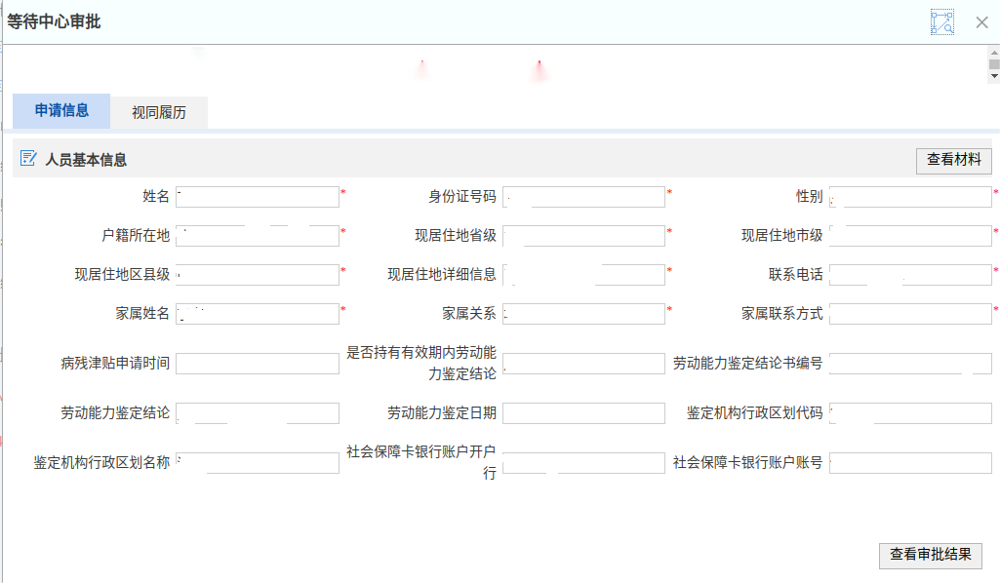 等待中心审批
申请信息 视同履历
人员基本信息 查看材料
姓名 * 身份证号码 * 性别 *
户籍所在地 * 现居住地省级 * 现居住地市级 *
现居住地区县级 * 现居住地详细信息 * 联系电话 *
家属姓名 * 家属关系 * 家属联系方式 *
病残津贴申请时间 是否持有有效期内劳动能 劳动能力鉴定结论书编号
力鉴定结论
劳动能力鉴定结论 劳动能力鉴定日期 鉴定机构行政区划代码
鉴定机构行政区划名称 社会保障卡银行账户开户 社会保障卡银行账户账号
行
查看审批结果